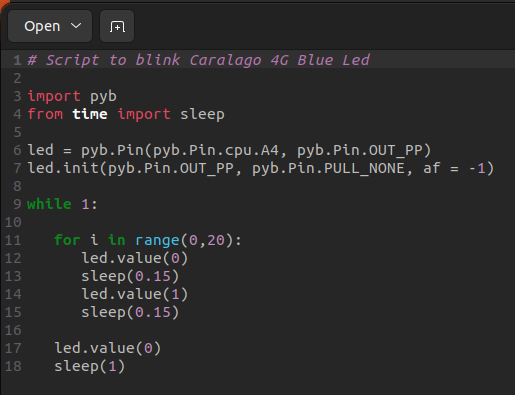 Open
1 # Script to blink Caralago 4G Blue Led
2
3 import pyb
4 from time import sleep
5
6 led = pyb.Pin(pyb.Pin.cpu.A4, pyb.Pin.OUT_PP)
7 led.init(pyb.Pin.OUT_PP, pyb.Pin.PULL_NONE, af = -1)
8
9 while 1:
10
11    for i in range(0,20):
12       led.value(0)
13       sleep(0.15)
14       led.value(1)
15       sleep(0.15)
16
17    led.value(0)
18    sleep(1)